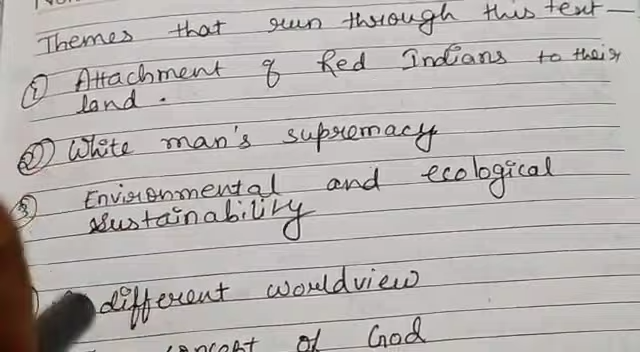 Themes that run through this text —
① Attachment of Red Indians to their
land.
② White man's supremacy
③ Environmental and ecological
sustainability
different worldview
concept of God